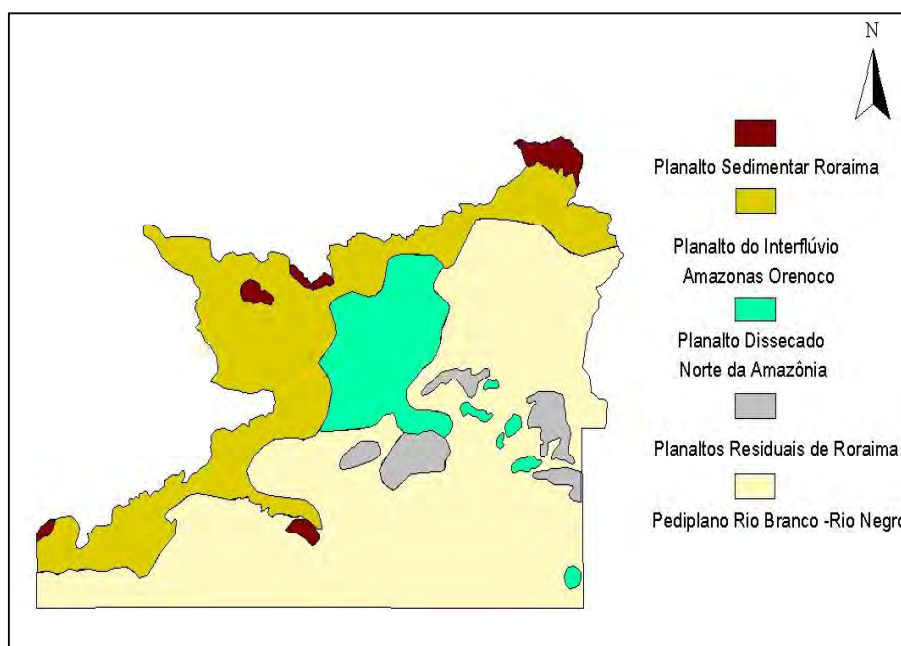 N
Planalto Sedimentar Roraima
Planalto do Interflúvio
Amazonas Orenoco
Planalto Dissecado
Norte da Amazônia
Planaltos Residuais de Roraima
Pediplano Rio Branco -Rio Negro